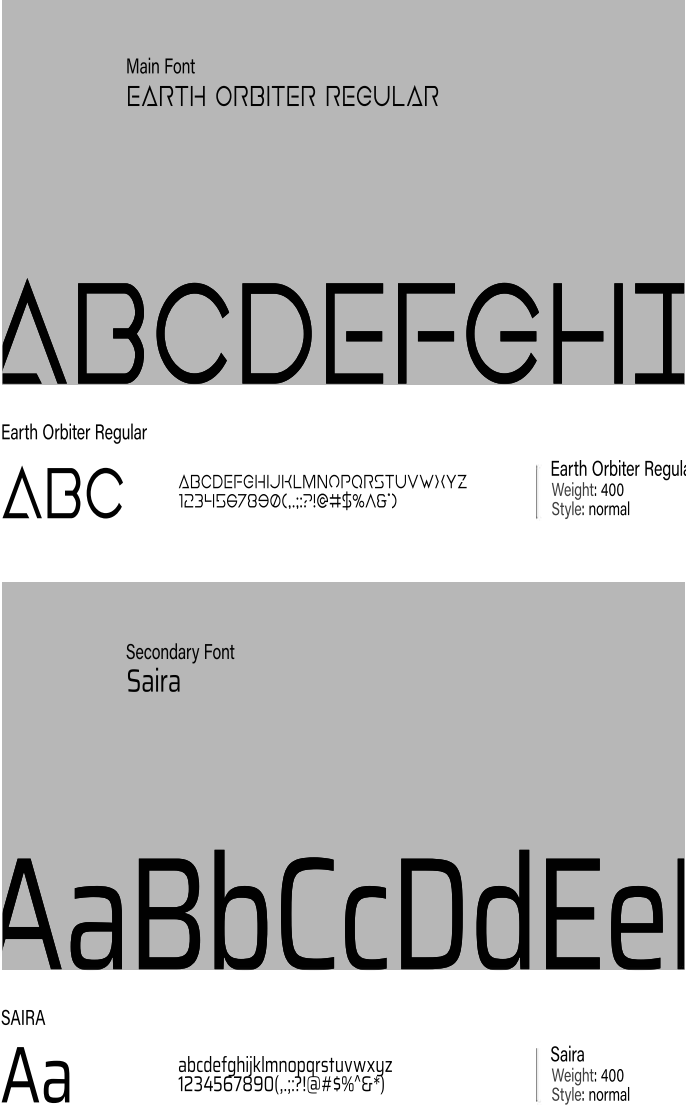 Main Font
EARTH ORBITER REGULAR
ABCDEFGHI
Earth Orbiter Regular
ABC
ABCDEFGHIJKLMNOPQRSTUVWXYZ
1234567890(,.;:?!@#$%^&*)
Earth Orbiter Regula
Weight: 400
Style: normal
Secondary Font
Saira
AaBbCcDdEe
SAIRA
Aa
abcdefghijklmnopqrstuvwxyz
1234567890(,.;:?!@#$%^&*)
Saira
Weight: 400
Style: normal